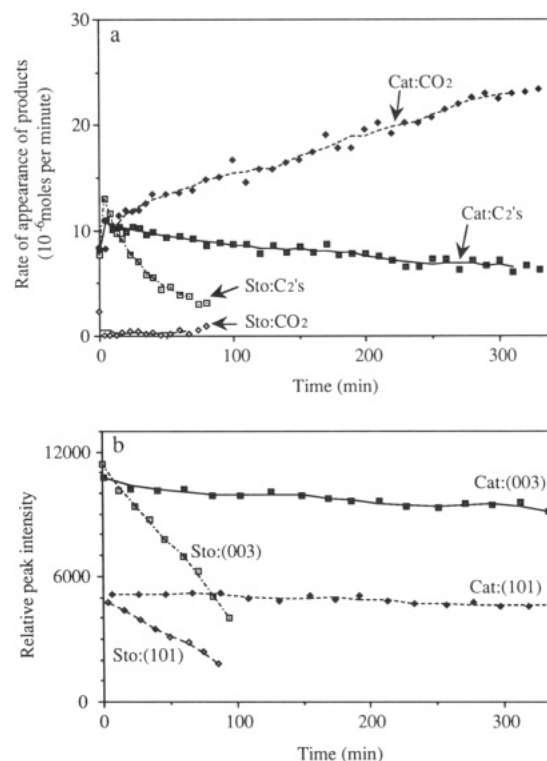 a
30
20
10
0
Rate of appearance of products
(10⁻⁶moles per minute)
Cat:CO₂
Cat:C₂'s
Sto:C₂'s
Sto:CO₂
100
200
300
Time (min)
b
12000
6000
0
Relative peak intensity
Cat:(003)
Sto:(003)
Cat:(101)
Sto:(101)
0
100
200
300
Time (min)